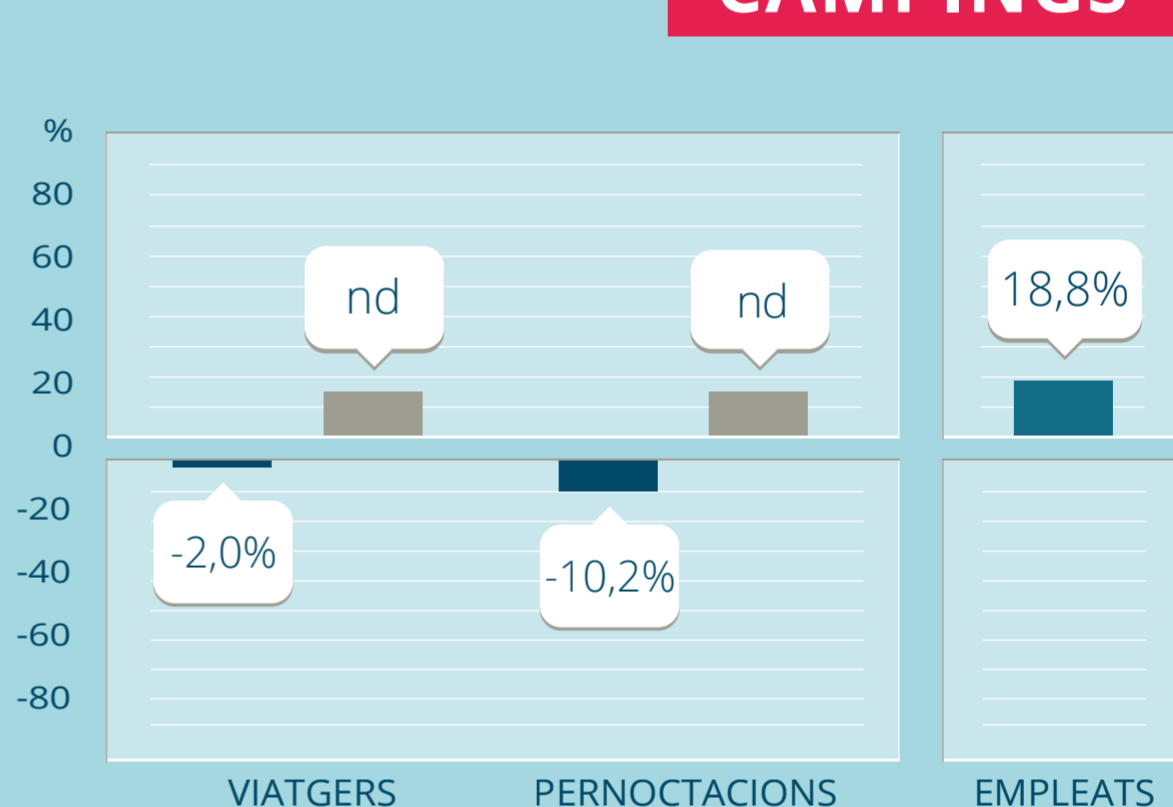 CAMPINGS
%
80
60
40
20
0
-20
-40
-60
-80
nd
nd
18,8%
-2,0%
-10,2%
VIATGERS
PERNOCTACIONS
EMPLEATS